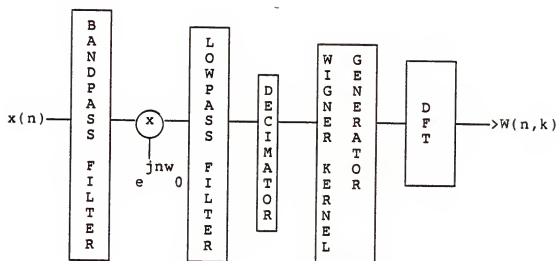 x(n)
BANDPASS FILTER
x
jnw
e 0
LOWPASS FILTER
DECIMATOR
WIGNER KERNEL
GENERATOR
DFT
>W(n,k)